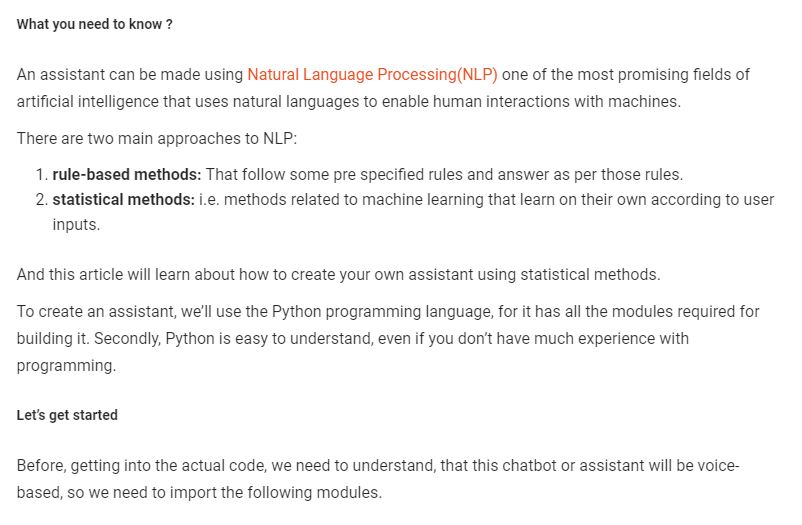 What you need to know ?
An assistant can be made using Natural Language Processing(NLP) one of the most promising fields of
artificial intelligence that uses natural languages to enable human interactions with machines.
There are two main approaches to NLP:
1. rule-based methods: That follow some pre specified rules and answer as per those rules.
2. statistical methods: i.e. methods related to machine learning that learn on their own according to user
inputs.
And this article will learn about how to create your own assistant using statistical methods.
To create an assistant, we’ll use the Python programming language, for it has all the modules required for
building it. Secondly, Python is easy to understand, even if you don’t have much experience with
programming.
Let’s get started
Before, getting into the actual code, we need to understand, that this chatbot or assistant will be voice-
based, so we need to import the following modules.